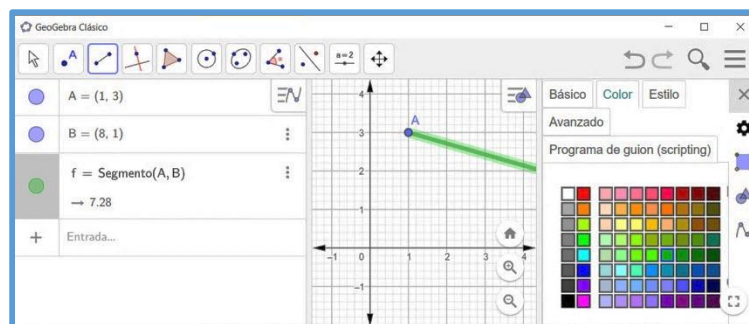 GeoGebra Clásico
A
a=2
A = (1, 3)
B = (8, 1)
f = Segmento(A, B)
→ 7.28
+ Entrada...
4
3
2
1
0
-1
-1
1
2
3
4
A
Básico Color Estilo
Avanzado
Programa de guion (scripting)